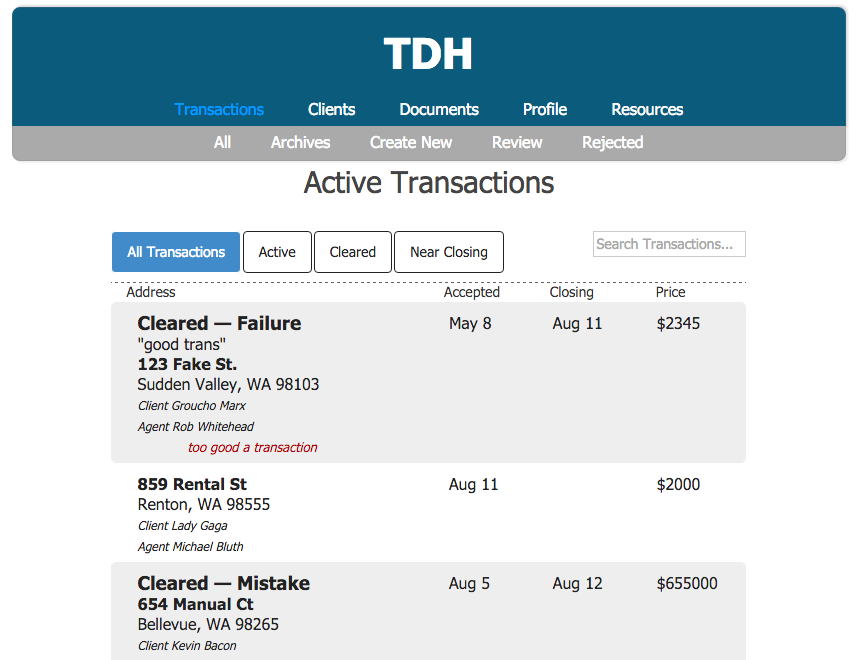 TDH
Transactions Clients Documents Profile Resources
All Archives Create New Review Rejected
Active Transactions
All Transactions Active Cleared Near Closing Search Transactions...
Address Accepted Closing Price
Cleared — Failure May 8 Aug 11 $2345
"good trans"
123 Fake St.
Sudden Valley, WA 98103
Client Groucho Marx
Agent Rob Whitehead
too good a transaction
859 Rental St Aug 11 $2000
Renton, WA 98555
Client Lady Gaga
Agent Michael Bluth
Cleared — Mistake Aug 5 Aug 12 $655000
654 Manual Ct
Bellevue, WA 98265
Client Kevin Bacon